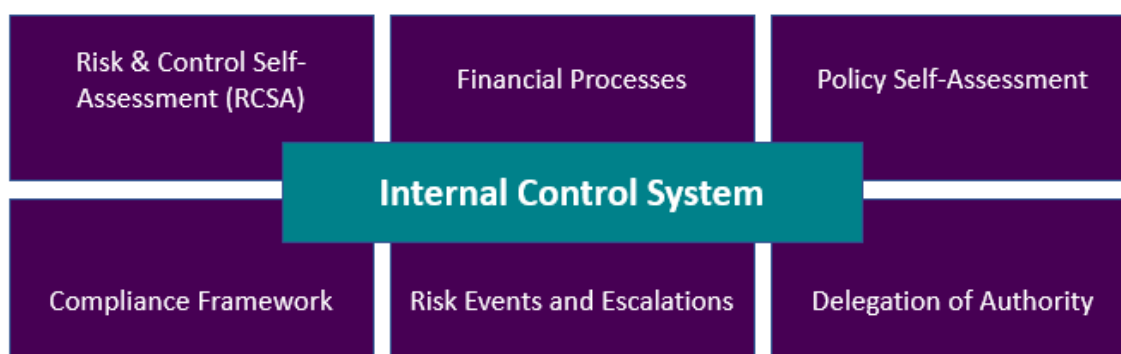 Risk & Control Self-
Assessment (RCSA)
Financial Processes
Policy Self-Assessment
Internal Control System
Compliance Framework
Risk Events and Escalations
Delegation of Authority